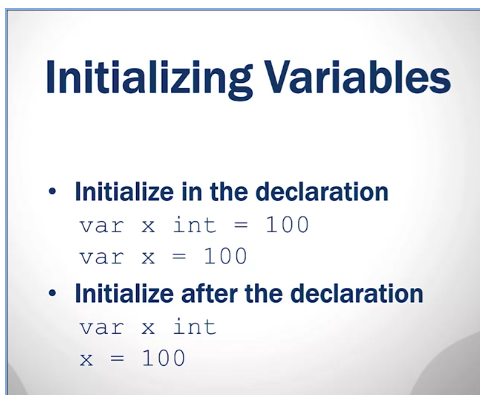 Initializing Variables
• Initialize in the declaration
var x int = 100
var x = 100
• Initialize after the declaration
var x int
x = 100